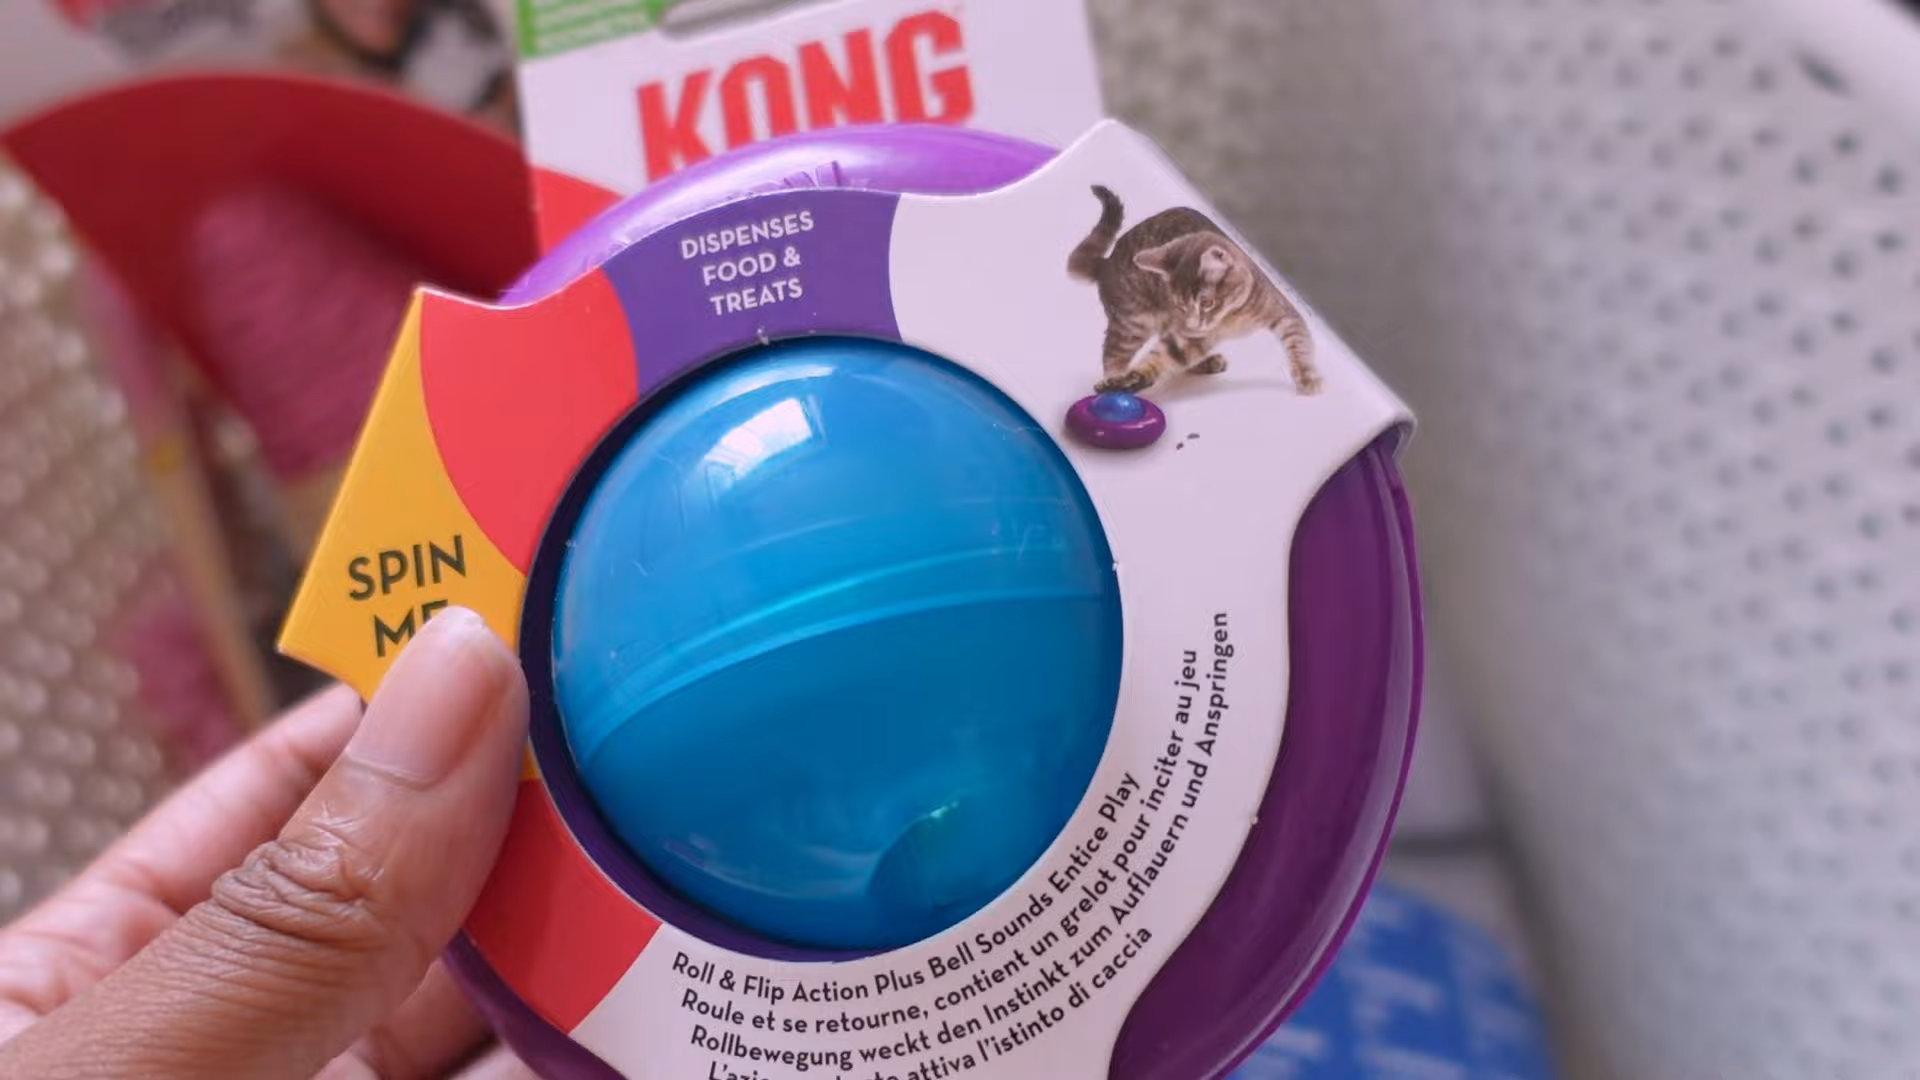 KONG
DISPENSES
FOOD &
TREATS
SPIN
ME
Roll & Flip Action Plus Bell Sounds Entice Play
Roule et se retourne, contient un grelot pour inciter au jeu
Rollbewegung weckt den Instinkt zum Auflauern und Anspringen
attiva l'istinto di caccia